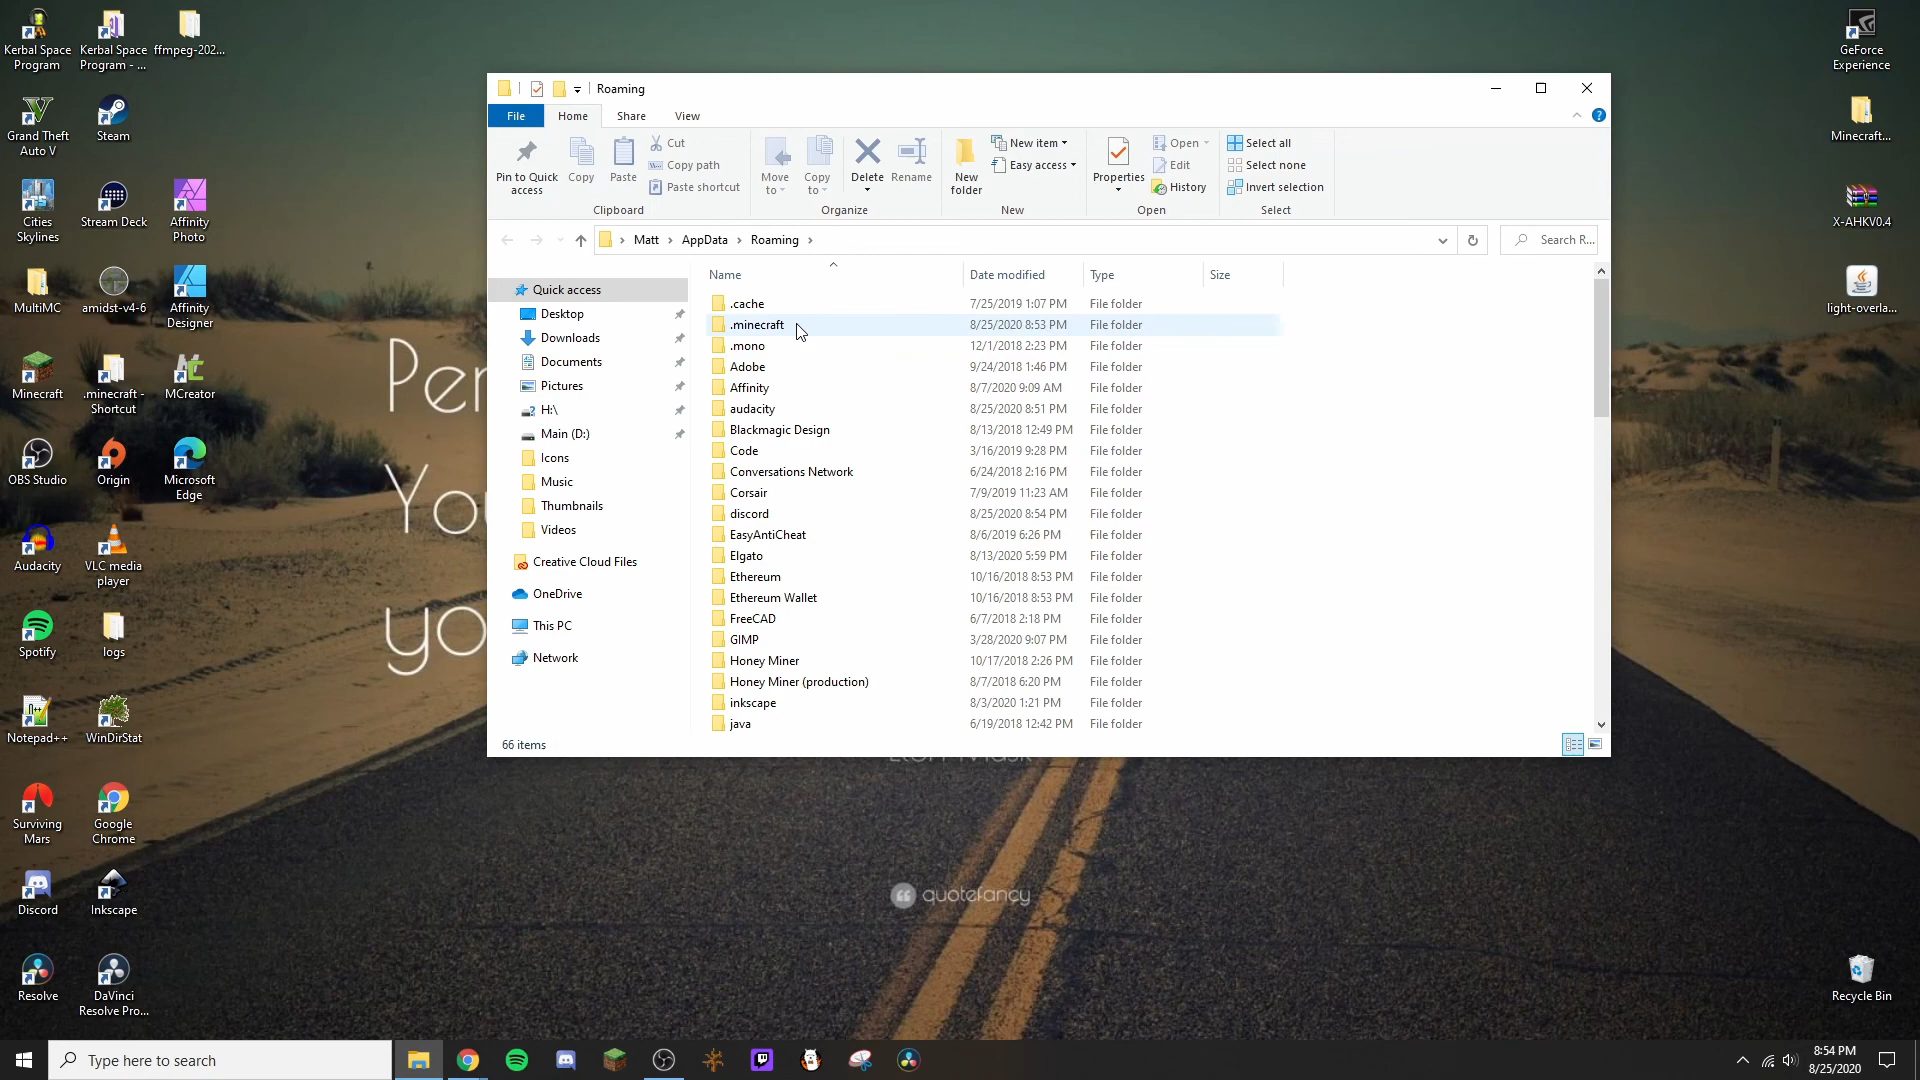 Kerbal Space
Program
Kerbal Space
Program - ...
ffmpeg-202...
Grand Theft
Auto V
Steam
Cities
Skylines
Stream Deck
Affinity
Photo
MultiMC
amidst-v4-6
Affinity
Designer
Minecraft
.minecraft -
Shortcut
MCreator
OBS Studio
Origin
Microsoft
Edge
Audacity
VLC media
player
Spotify
logs
Notepad++
WinDirStat
Surviving
Mars
Google
Chrome
Discord
Inkscape
Resolve
DaVinci
Resolve Pro...
GeForce
Experience
Minecraft...
X-AHKV0.4
light-overla...
Recycle Bin
Per
You
yo
quotefancy
Roaming
File Home Share View
Pin to Quick
access
Copy
Paste
Cut
Copy path
Paste shortcut
Clipboard
Move
to
Copy
to
Delete
Rename
Organize
New
folder
New item
Easy access
New
Properties
Open
Edit
History
Open
Select all
Select none
Invert selection
Select
Matt › AppData › Roaming ›
Search R...
Quick access
Desktop
Downloads
Documents
Pictures
H:\
Main (D:)
Icons
Music
Thumbnails
Videos
Creative Cloud Files
OneDrive
This PC
Network
Name Date modified Type Size
.cache 7/25/2019 1:07 PM File folder
.minecraft 8/25/2020 8:53 PM File folder
.mono 12/1/2018 2:23 PM File folder
Adobe 9/24/2018 1:46 PM File folder
Affinity 8/7/2020 9:09 AM File folder
audacity 8/25/2020 8:51 PM File folder
Blackmagic Design 8/13/2018 12:49 PM File folder
Code 3/16/2019 9:28 PM File folder
Conversations Network 6/24/2018 2:16 PM File folder
Corsair 7/9/2019 11:23 AM File folder
discord 8/25/2020 8:54 PM File folder
EasyAntiCheat 8/6/2019 6:26 PM File folder
Elgato 8/13/2020 5:59 PM File folder
Ethereum 10/16/2018 8:53 PM File folder
Ethereum Wallet 10/16/2018 8:53 PM File folder
FreeCAD 6/7/2018 2:18 PM File folder
GIMP 3/28/2020 9:07 PM File folder
Honey Miner 10/17/2018 2:26 PM File folder
Honey Miner (production) 8/7/2018 6:20 PM File folder
inkscape 8/3/2020 1:21 PM File folder
java 6/19/2018 12:42 PM File folder
66 items
Type here to search
8:54 PM
8/25/2020